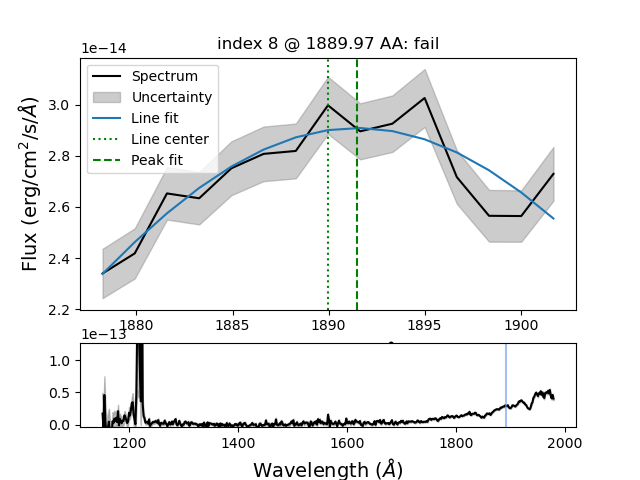 index 8 @ 1889.97 AA: fail
1e−14
Spectrum
Uncertainty
Line fit
Line center
Peak fit
3.0
2.8
2.6
2.4
2.2
Flux (erg/cm²/s/Å)
1880 1885 1890 1895 1900
1e−13
1.0
0.5
0.0
1200 1400 1600 1800 2000
Wavelength (Å)